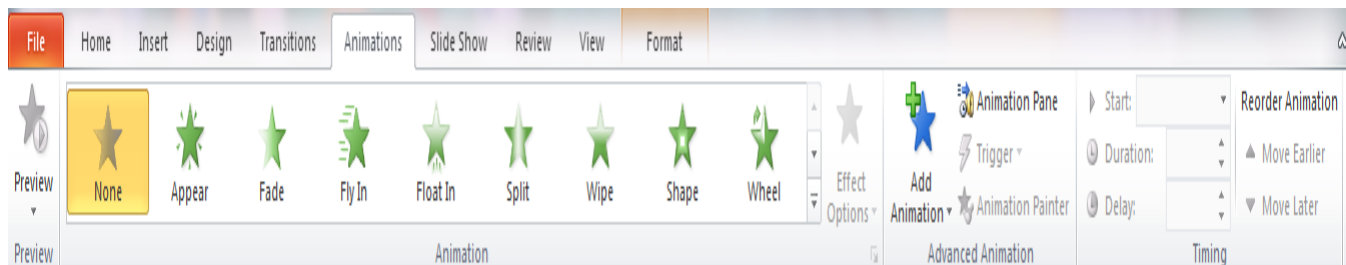 File Home Insert Design Transitions Animations Slide Show Review View Format
Preview
None Appear Fade Fly In Float In Split Wipe Shape Wheel
Effect
Options
Add
Animation
Animation Pane
Trigger
Animation Painter
Start:
Duration:
Delay:
Reorder Animation
Move Earlier
Move Later
Preview Animation Advanced Animation Timing